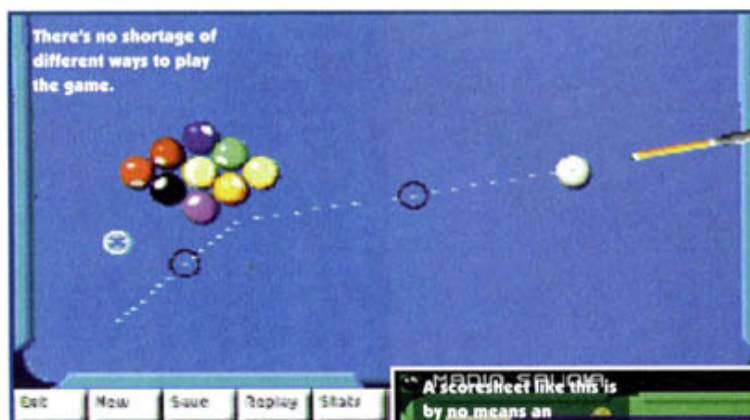 There's no shortage of
different ways to play
the game.
Exit New Save Replay Stats
A scoresheet like this is
by no means an